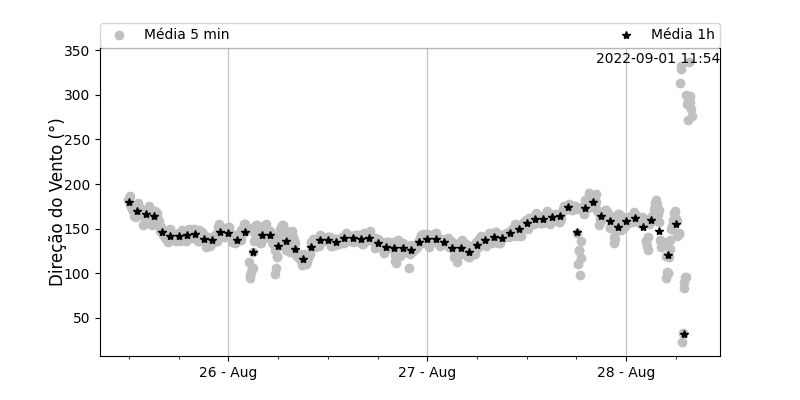 Média 5 min
Média 1h
2022-09-01 11:54
Direção do Vento (°)
350
300
250
200
150
100
50
26 - Aug
27 - Aug
28 - Aug